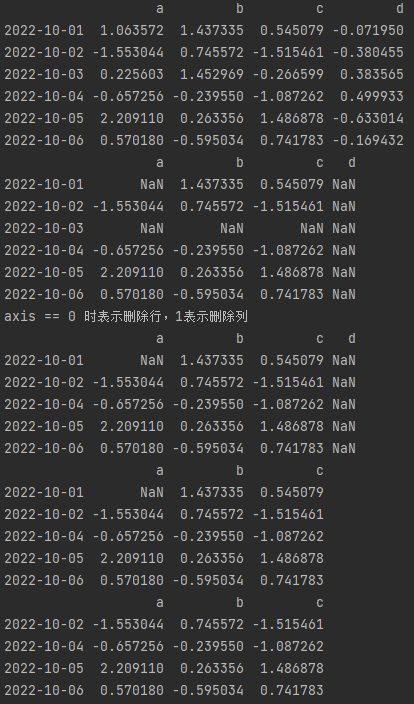 a b c d
2022-10-01 1.063572 1.437335 0.545079 -0.071950
2022-10-02 -1.553044 0.745572 -1.515461 -0.380455
2022-10-03 0.225603 1.452969 -0.266599 0.383565
2022-10-04 -0.657256 -0.239550 -1.087262 0.499933
2022-10-05 2.209110 0.263356 1.486878 -0.633014
2022-10-06 0.570180 -0.595034 0.741783 -0.169432
a b c d
2022-10-01 NaN 1.437335 0.545079 NaN
2022-10-02 -1.553044 0.745572 -1.515461 NaN
2022-10-03 NaN NaN NaN NaN
2022-10-04 -0.657256 -0.239550 -1.087262 NaN
2022-10-05 2.209110 0.263356 1.486878 NaN
2022-10-06 0.570180 -0.595034 0.741783 NaN
axis == 0 时表示删除行，1表示删除列
a b c d
2022-10-01 NaN 1.437335 0.545079 NaN
2022-10-02 -1.553044 0.745572 -1.515461 NaN
2022-10-04 -0.657256 -0.239550 -1.087262 NaN
2022-10-05 2.209110 0.263356 1.486878 NaN
2022-10-06 0.570180 -0.595034 0.741783 NaN
a b c
2022-10-01 NaN 1.437335 0.545079
2022-10-02 -1.553044 0.745572 -1.515461
2022-10-04 -0.657256 -0.239550 -1.087262
2022-10-05 2.209110 0.263356 1.486878
2022-10-06 0.570180 -0.595034 0.741783
a b c
2022-10-02 -1.553044 0.745572 -1.515461
2022-10-04 -0.657256 -0.239550 -1.087262
2022-10-05 2.209110 0.263356 1.486878
2022-10-06 0.570180 -0.595034 0.741783